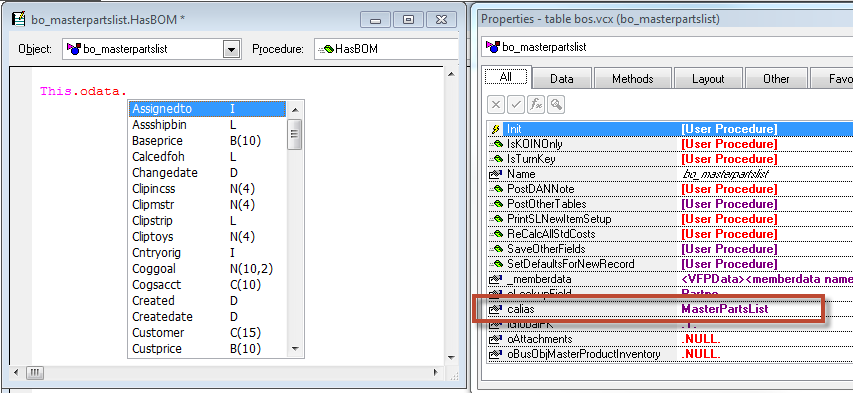 bo_masterpartslist.HasBOM *
Object: bo_masterpartslist Procedure: HasBOM
This.odata.
Assignedto I
Assshipbin L
Baseprice B(10)
Calcedfoh L
Changedate D
Clipincss N(4)
Clipmstr N(4)
Clipstrip L
Cliptoys N(4)
Cntryorig I
Coggoal N(10,2)
Cogsacct C(10)
Created D
Createdate D
Customer C(15)
Custprice B(10)
Properties - table bos.vcx (bo_masterpartslist)
bo_masterpartslist
All Data Methods Layout Other Favo
Init [User Procedure]
IsKOINOnly [User Procedure]
IsTurnKey [User Procedure]
Name bo_masterpartslist
PostDANNote [User Procedure]
PostOtherTables [User Procedure]
PrintSLNewItemSetup [User Procedure]
ReCalcAllStdCosts [User Procedure]
SaveOtherFields [User Procedure]
SetDefaultsForNewRecord [User Procedure]
_memberdata <VFPData><memberdata name
cLookupField Partno
calias MasterPartsList
lGlobalPK .T.
oAttachments .NULL.
oBusObjMasterProductInventory .NULL.